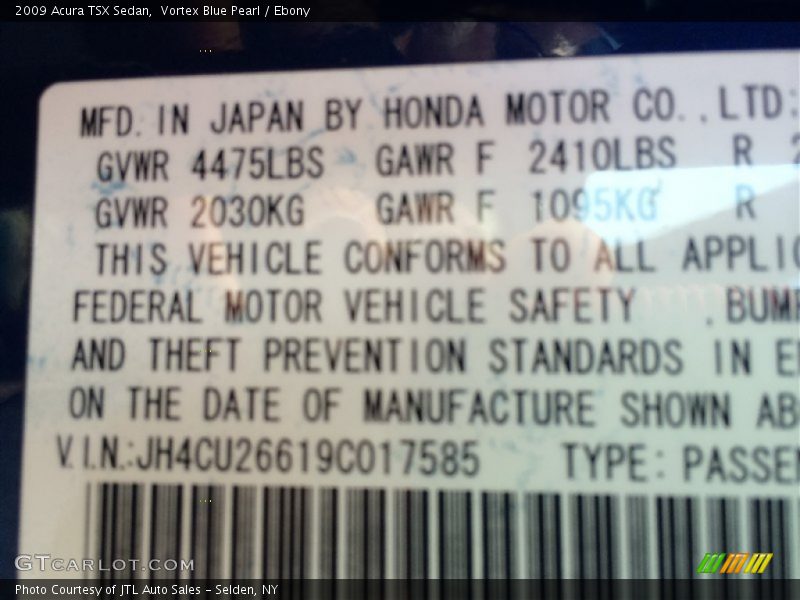 2009 Acura TSX Sedan,  Vortex Blue Pearl / Ebony
MFD. IN JAPAN BY HONDA MOTOR CO.,LTD:
GVWR 4475LBS GAWR F 2410LBS R
GVWR 2030KG GAWR F 1095KG R
THIS VEHICLE CONFORMS TO ALL APPLIC
FEDERAL MOTOR VEHICLE SAFETY ,BUMP
AND THEFT PREVENTION STANDARDS IN E
ON THE DATE OF MANUFACTURE SHOWN AB
V.I.N.:JH4CU26619C017585 TYPE: PASSEN
GTCARLOT.COM
Photo Courtesy of JTL Auto Sales - Selden, NY